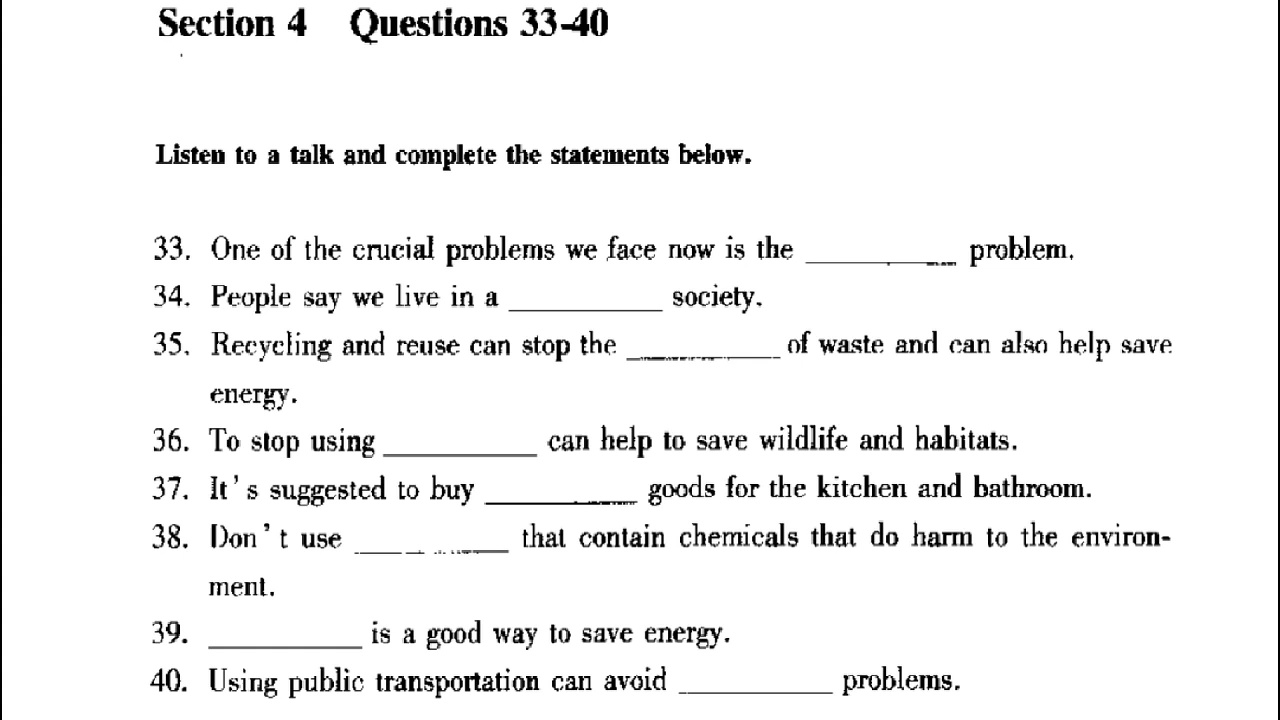 Section 4 Questions 33-40
Listen to a talk and complete the statements below.
33. One of the crucial problems we face now is the __________ problem.
34. People say we live in a __________ society.
35. Recycling and reuse can stop the __________ of waste and can also help save
energy.
36. To stop using __________ can help to save wildlife and habitats.
37. It's suggested to buy __________ goods for the kitchen and bathroom.
38. Don't use __________ that contain chemicals that do harm to the environ-
ment.
39. __________ is a good way to save energy.
40. Using public transportation can avoid __________ problems.